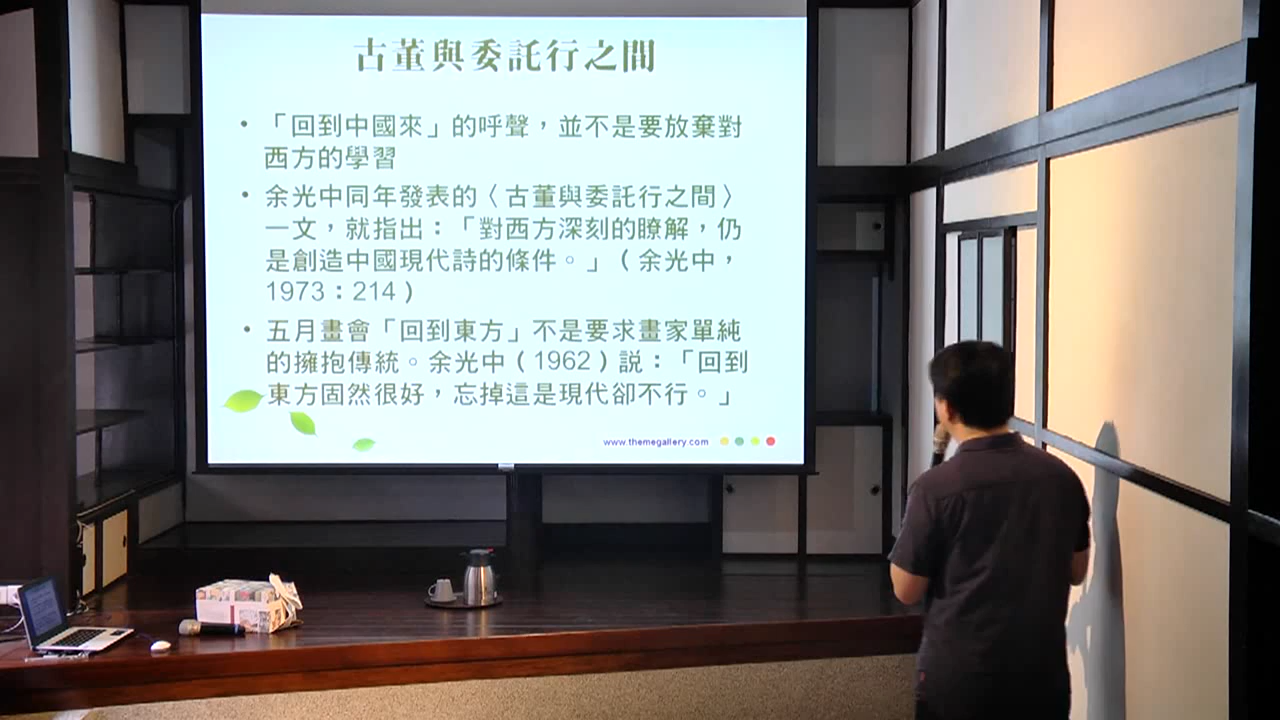 古董與委託行之間
• 「回到中國來」的呼聲，並不是要放棄對
西方的學習
• 余光中同年發表的〈古董與委託行之間〉
一文，就指出：「對西方深刻的瞭解，仍
是創造中國現代詩的條件。」（余光中，
1973：214）
• 五月畫會「回到東方」不是要求畫家單純
的擁抱傳統。余光中（1962）説：「回到
東方固然很好，忘掉這是現代卻不行。」
www.themegallery.com